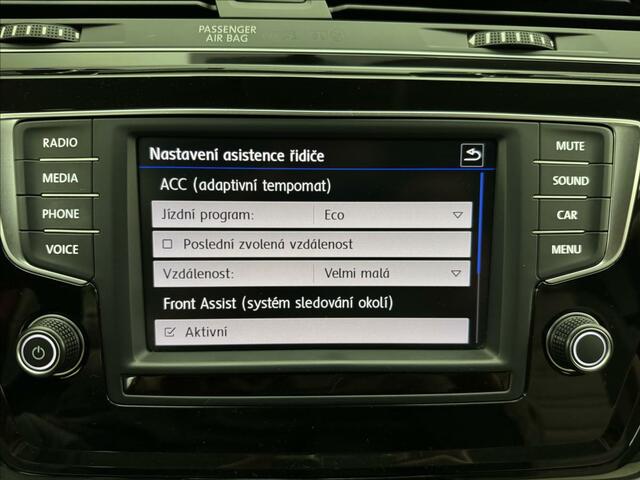 PASSENGER
AIR BAG
RADIO
MEDIA
PHONE
VOICE
Nastavení asistence řidiče
ACC (adaptivní tempomat)
Jízdní program: Eco
Poslední zvolená vzdálenost
Vzdálenost: Velmi malá
Front Assist (systém sledování okolí)
Aktivní
MUTE
SOUND
CAR
MENU